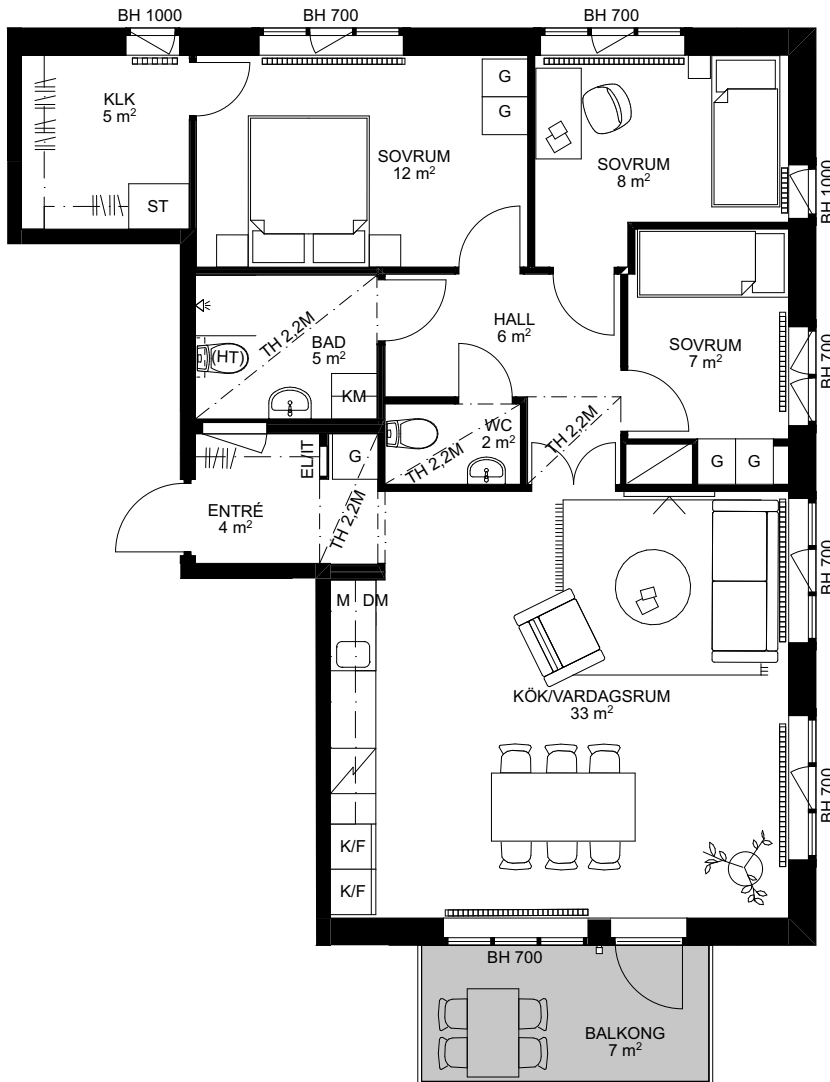 BH 1000
BH 700
BH 700
KLK
5 m²
G
G
SOVRUM
12 m²
SOVRUM
8 m²
BH 1000
ST
TH 2,2M
BAD
5 m²
(HT)
KM
HALL
6 m²
SOVRUM
7 m²
BH 700
WC
2 m²
TH 2,2M
TH 2,2M
EL/IT
G
TH 2,2M
G
G
ENTRÉ
4 m²
BH 700
M
DM
KÖK/VARDAGSRUM
33 m²
BH 700
K/F
K/F
BH 700
BALKONG
7 m²